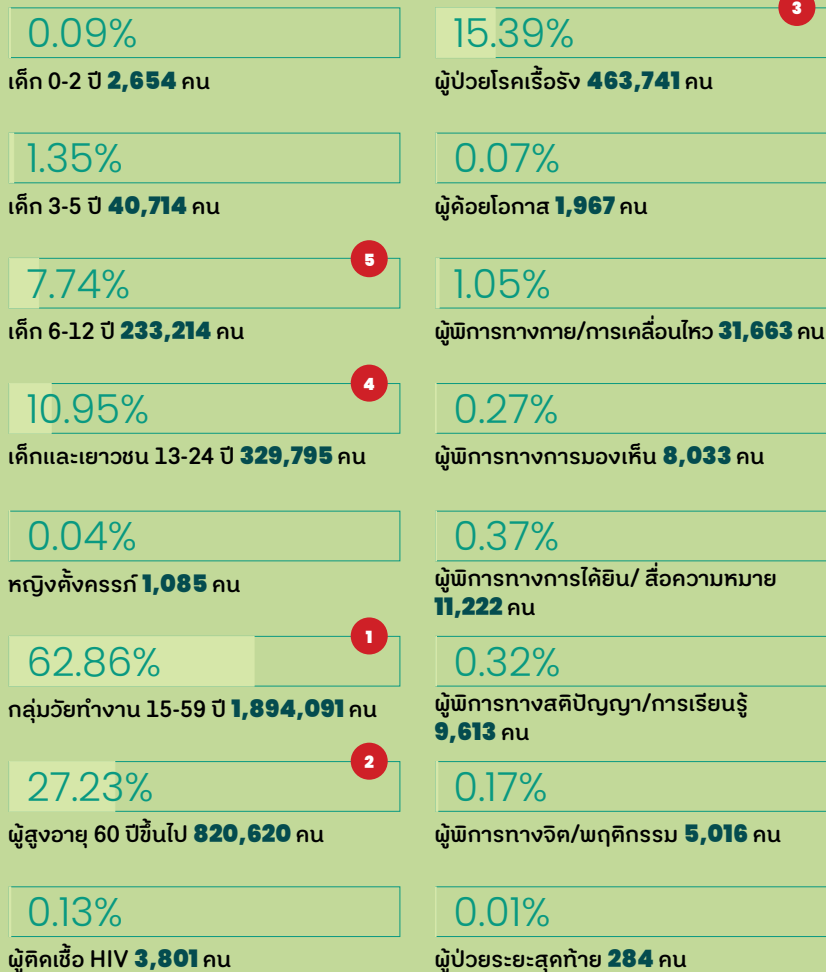 0.09%
เด็ก 0-2 ปี 2,654 คน
1.35%
เด็ก 3-5 ปี 40,714 คน
5
7.74%
เด็ก 6-12 ปี 233,214 คน
4
10.95%
เด็กและเยาวชน 13-24 ปี 329,795 คน
0.04%
หญิงตั้งครรภ์ 1,085 คน
1
62.86%
กลุ่มวัยทำงาน 15-59 ปี 1,894,091 คน
2
27.23%
ผู้สูงอายุ 60 ปีขึ้นไป 820,620 คน
0.13%
ผู้ติดเชื้อ HIV 3,801 คน
3
15.39%
ผู้ป่วยโรคเรื้อรัง 463,741 คน
0.07%
ผู้ด้อยโอกาส 1,967 คน
1.05%
ผู้พิการทางกาย/การเคลื่อนไหว 31,663 คน
0.27%
ผู้พิการทางการมองเห็น 8,033 คน
0.37%
ผู้พิการทางการได้ยิน/ สื่อความหมาย
11,222 คน
0.32%
ผู้พิการทางสติปัญญา/การเรียนรู้
9,613 คน
0.17%
ผู้พิการทางจิต/พฤติกรรม 5,016 คน
0.01%
ผู้ป่วยระยะสุดท้าย 284 คน